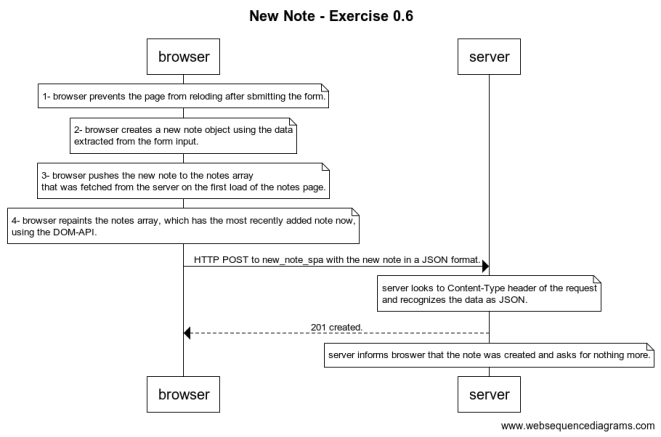 New Note - Exercise 0.6
browser
server
1- browser prevents the page from reloding after sbmitting the form.
2- browser creates a new note object using the data
extracted from the form input.
3- browser pushes the new note to the notes array
that was fetched from the server on the first load of the notes page.
4- browser repaints the notes array, which has the most recently added note now,
using the DOM-API.
HTTP POST to new_note_spa with the new note in a JSON format.
server looks to Content-Type header of the request
and recognizes the data as JSON.
201 created.
server informs broswer that the note was created and asks for nothing more.
browser
server
www.websequencediagrams.com